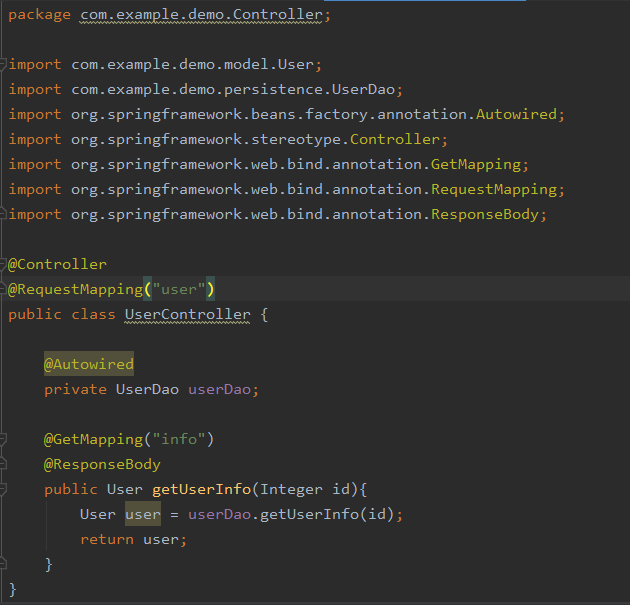 package com.example.demo.Controller;
import com.example.demo.model.User;
import com.example.demo.persistence.UserDao;
import org.springframework.beans.factory.annotation.Autowired;
import org.springframework.stereotype.Controller;
import org.springframework.web.bind.annotation.GetMapping;
import org.springframework.web.bind.annotation.RequestMapping;
import org.springframework.web.bind.annotation.ResponseBody;
@Controller
@RequestMapping("user")
public class UserController {
@Autowired
private UserDao userDao;
@GetMapping("info")
@ResponseBody
public User getUserInfo(Integer id){
User user = userDao.getUserInfo(id);
return user;
}
}